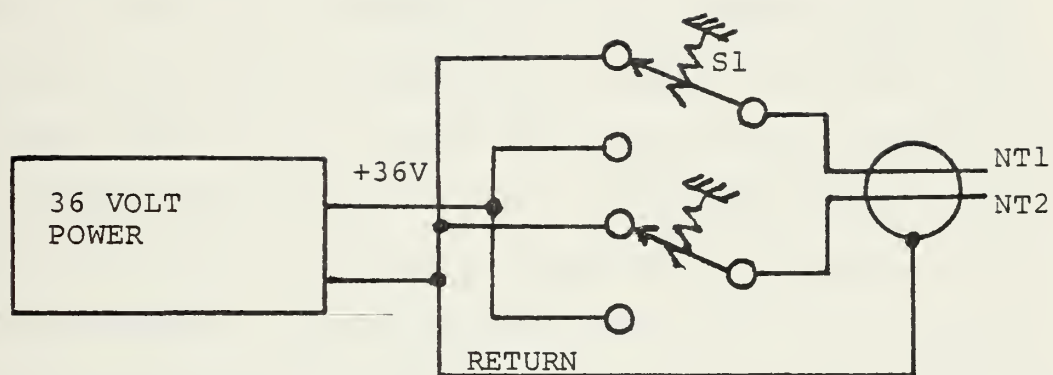 S1
+36V
NT1
36 VOLT
NT2
POWER
RETURN